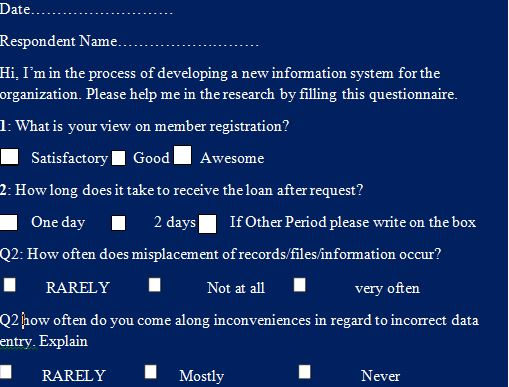 Date………………………
Respondent Name………………………
Hi, I'm in the process of developing a new information system for the
organization. Please help me in the research by filling this questionnaire.
1: What is your view on member registration?
Satisfactory Good Awesome
2: How long does it take to receive the loan after request?
One day 2 days If Other Period please write on the box
Q2: How often does misplacement of records/files/information occur?
RARELY Not at all very often
Q2 how often do you come along inconveniences in regard to incorrect data
entry. Explain
RARELY Mostly Never